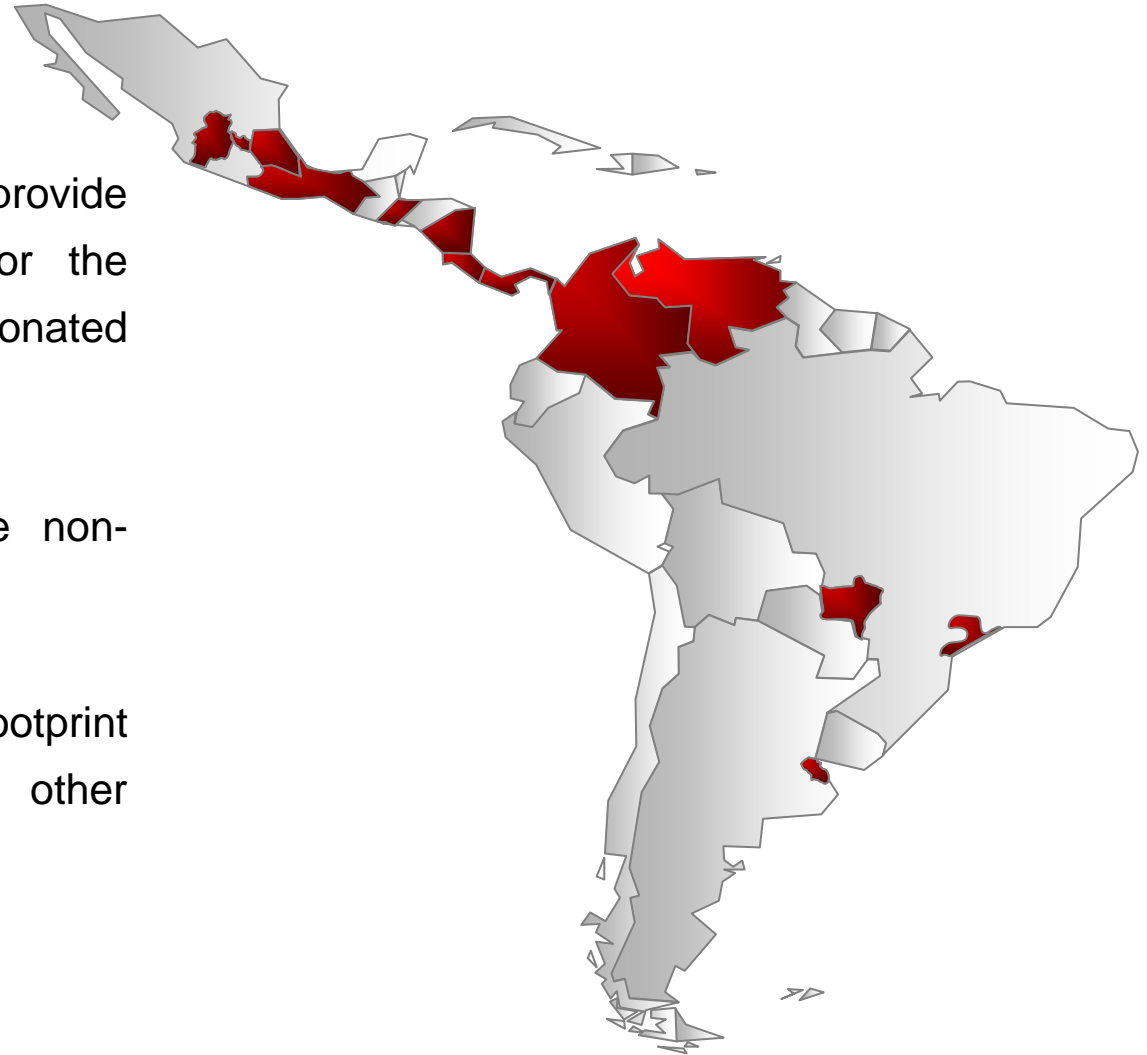 provide
or the
onated
e non-
ootprint
other